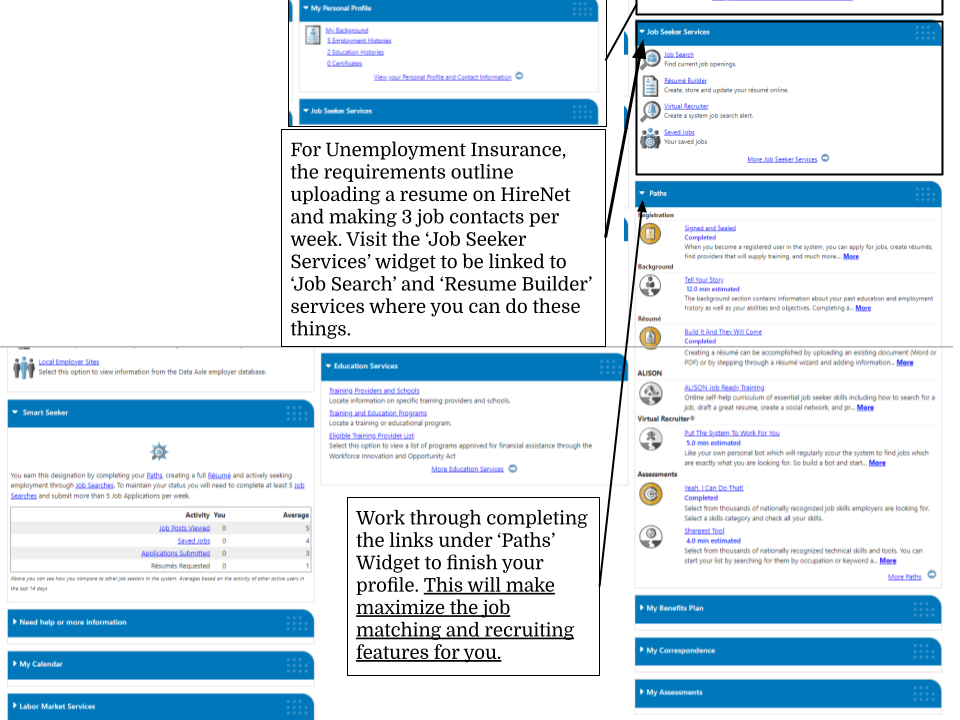 My Personal Profile
My Background
5 Employment Histories
2 Education Histories
0 Certificates
View your Personal Profile and Contact Information
Job Seeker Services
For Unemployment Insurance,
the requirements outline
uploading a resume on HireNet
and making 3 job contacts per
week. Visit the ‘Job Seeker
Services’ widget to be linked to
‘Job Search’ and ‘Resume Builder’
services where you can do these
things.
Job Seeker Services
Job Search
Find current job openings.
Résumé Builder
Create, store and update your résumé online.
Virtual Recruiter
Create a system job search alert.
Saved Jobs
Your saved jobs
More Job Seeker Services
Paths
Registration
Signed and Sealed
Completed
When you become a registered user in the system, you can apply for jobs, create résumés,
find providers that will supply training, and much more... More
Background
Tell Your Story
12.0 min estimated
The background section contains information about your past education and employment
history as well as your abilities and objectives. Completing a... More
Résumé
Build It And They Will Come
Completed
Creating a résumé can be accomplished by uploading an existing document (Word or
PDF) or by stepping through a résumé wizard and adding information... More
ALISON
ALISON Job Ready Training
Online self-help curriculum of essential job seeker skills including how to search for a
job, draft a great resume, create a social network, and pr... More
Virtual Recruiter®
Put The System To Work For You
5.0 min estimated
Like your own personal bot which will regularly scour the system to find jobs which
are exactly what you are looking for. So build a bot and start... More
Assessments
Yeah, I Can Do That!
Completed
Select from thousands of nationally recognized job skills employers are looking for.
Select a skills category and check all your skills.
Sharpest Tool
4.0 min estimated
Select from thousands of nationally recognized technical skills and tools. You can
start your list by searching for them by occupation or keyword a... More
More Paths
My Benefits Plan
My Correspondence
My Assessments
Local Employer Sites
Select this option to view information from the Data Axle employer database.
Smart Seeker
You earn this designation by completing your Paths, creating a full Résumé and actively seeking
employment through Job Searches. To maintain your status you will need to complete at least 5 Job
Searches and submit more than 5 Job Applications per week.
Activity You Average
Job Posts Viewed 0 5
Saved Jobs 0 4
Applications Submitted 0 3
Résumés Requested 0 1
Above you can see how you compare to other job seekers in the system. Averages based on the activity of other active users in
the last 14 days
Need help or more information
My Calendar
Labor Market Services
Education Services
Training Providers and Schools
Locate information on specific training providers and schools.
Training and Education Programs
Locate a training or educational program.
Eligible Training Provider List
Select this option to view a list of programs approved for financial assistance through the
Workforce Innovation and Opportunity Act
More Education Services
Work through completing
the links under ‘Paths’
Widget to finish your
profile. This will make
maximize the job
matching and recruiting
features for you.